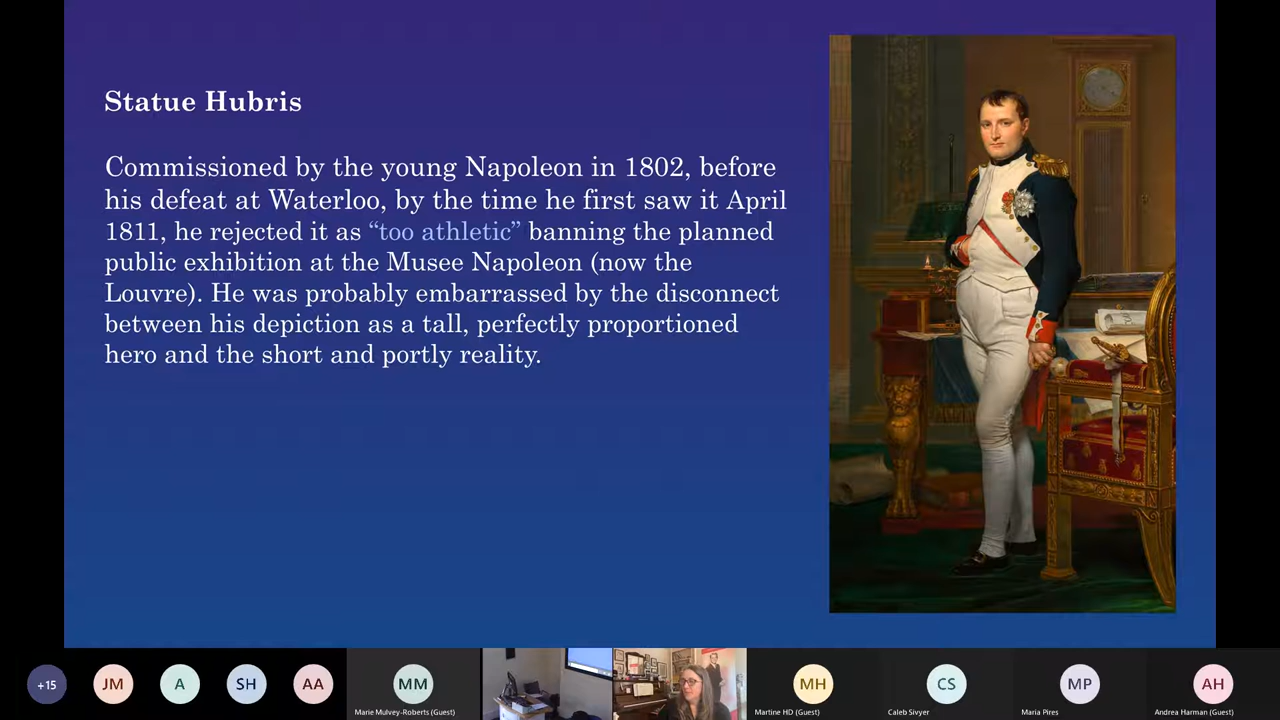 Statue Hubris
Commissioned by the young Napoleon in 1802, before
his defeat at Waterloo, by the time he first saw it April
1811, he rejected it as “too athletic” banning the planned
public exhibition at the Musee Napoleon (now the
Louvre). He was probably embarrassed by the disconnect
between his depiction as a tall, perfectly proportioned
hero and the short and portly reality.
+15
JM
A
SH
AA
MM
Marie Mulvey-Roberts (Guest)
MH
Martine HD (Guest)
CS
Caleb Sivyer
MP
Maria Pires
AH
Andrea Harman (Guest)